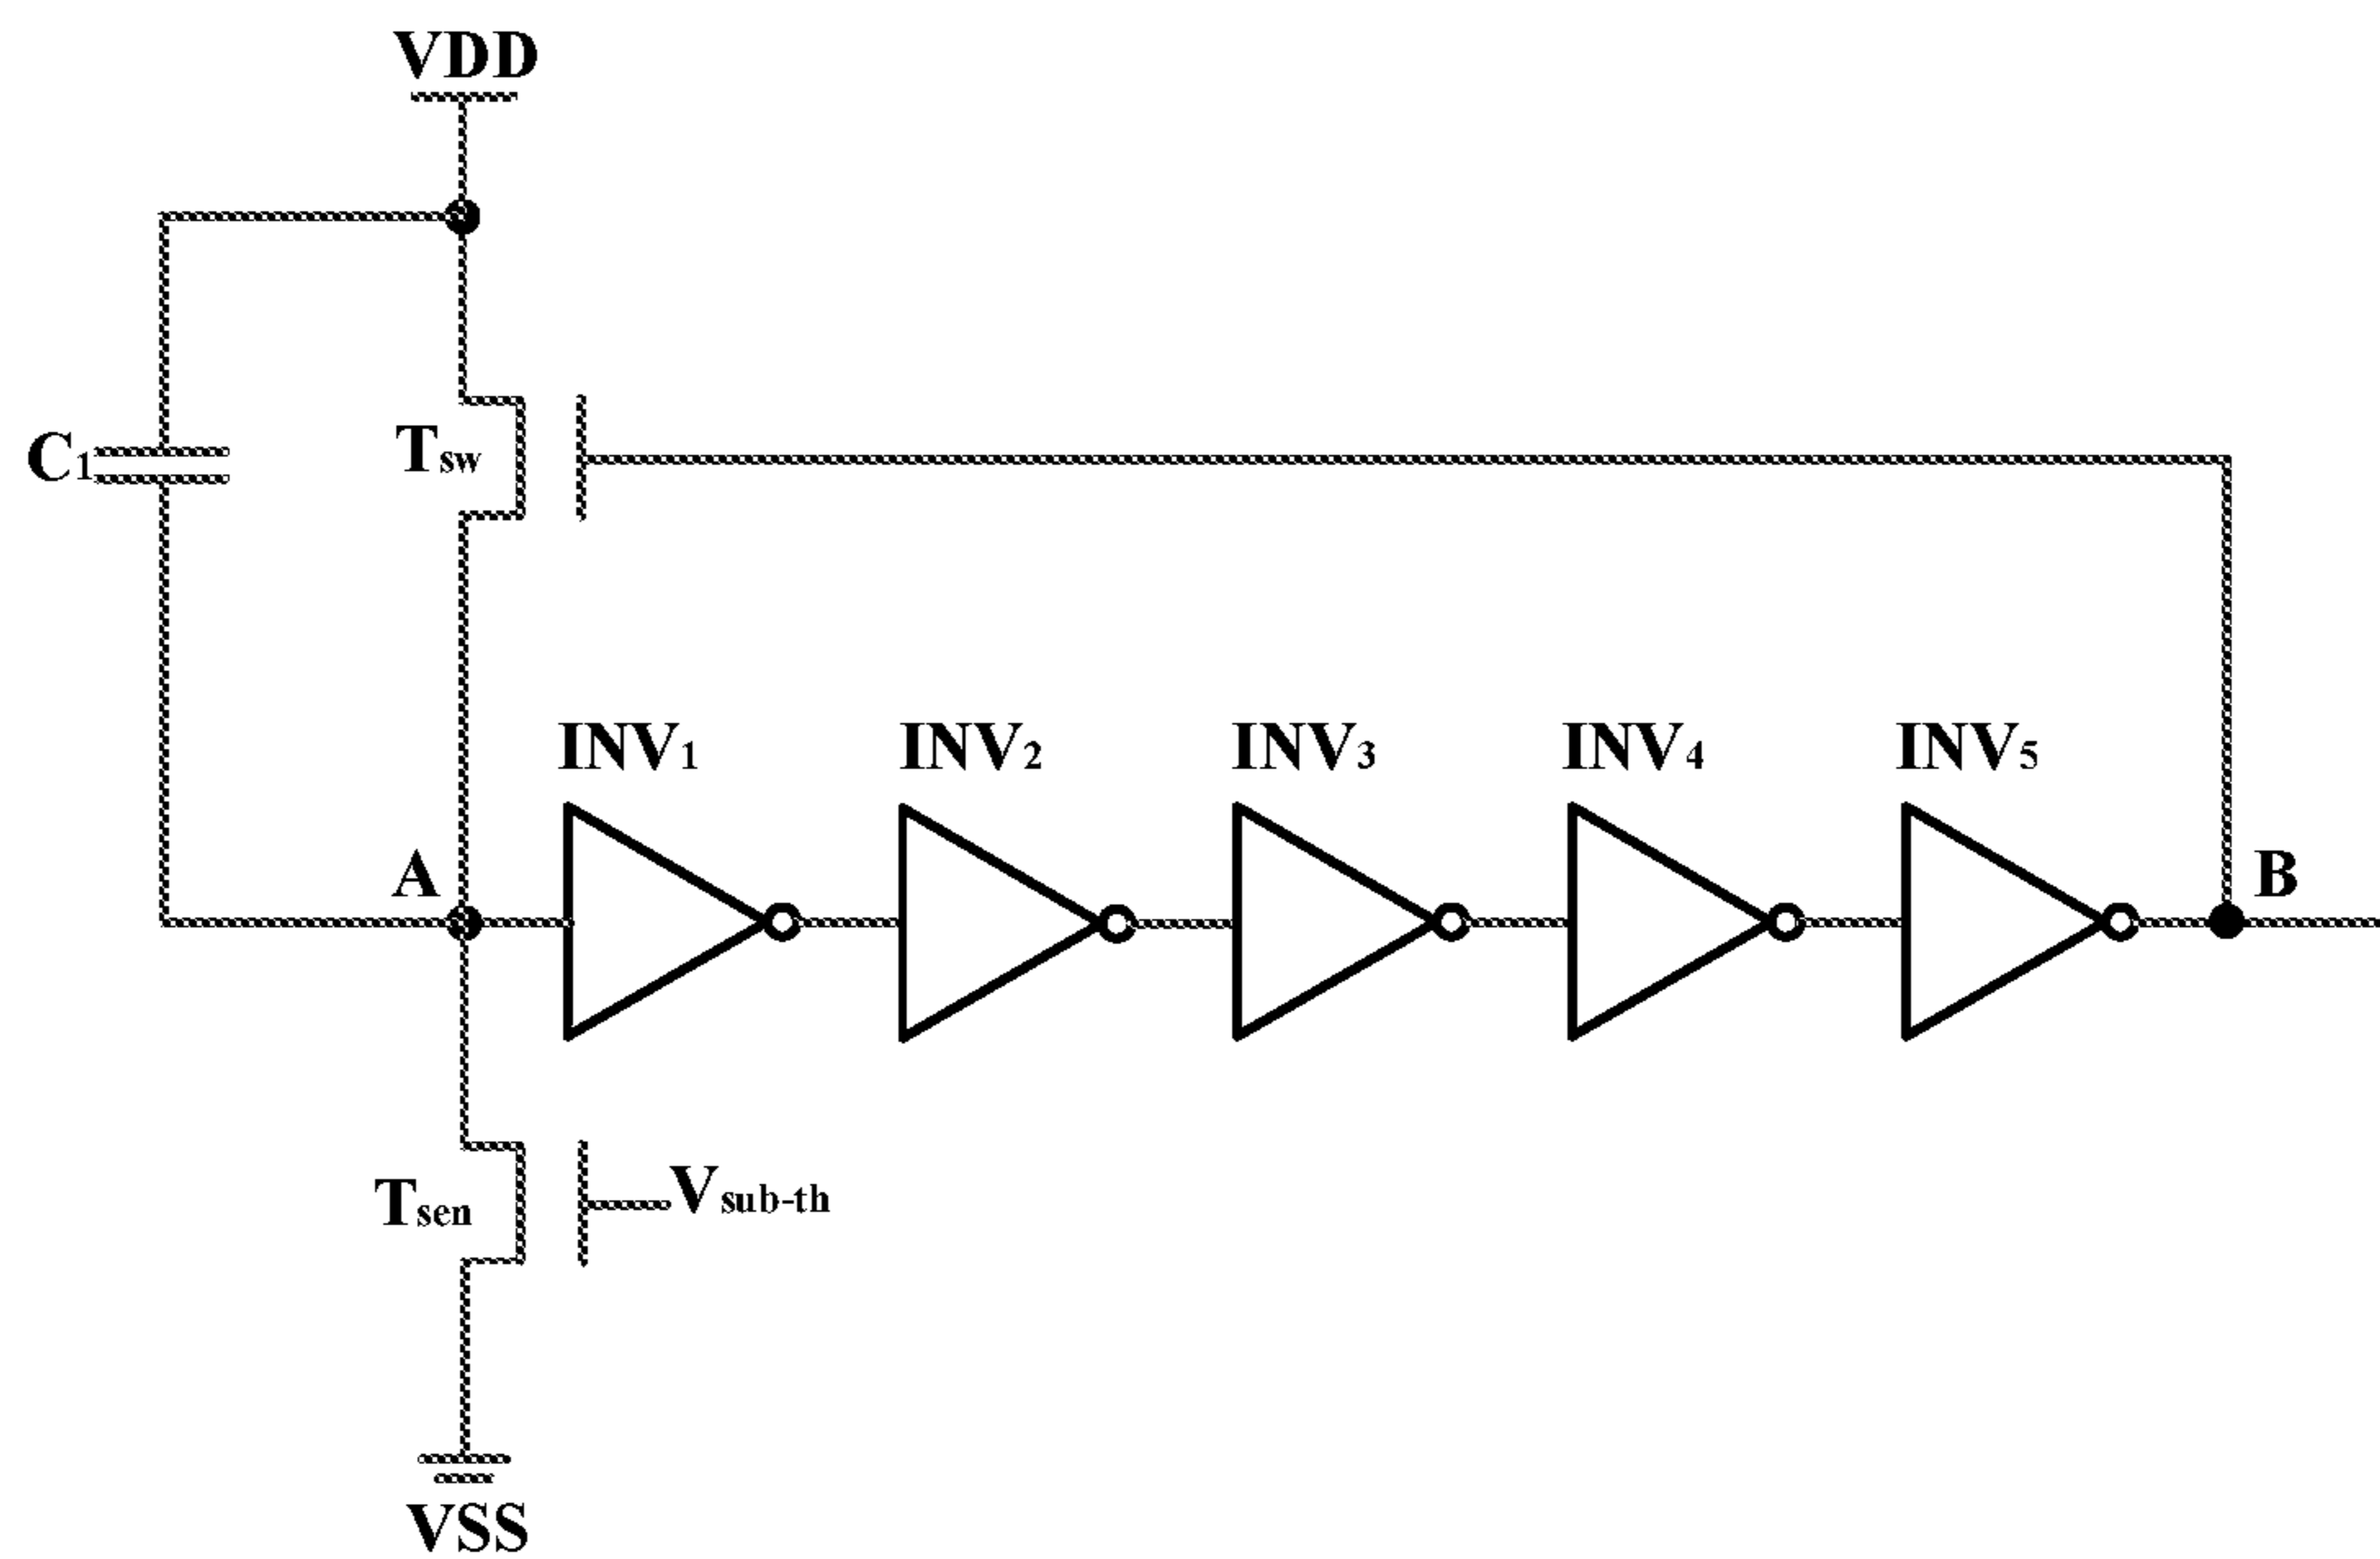 VDD
C1
Tsw
INV1 INV2 INV3 INV4 INV5
A
B
Tsen
Vsub-th
VSS